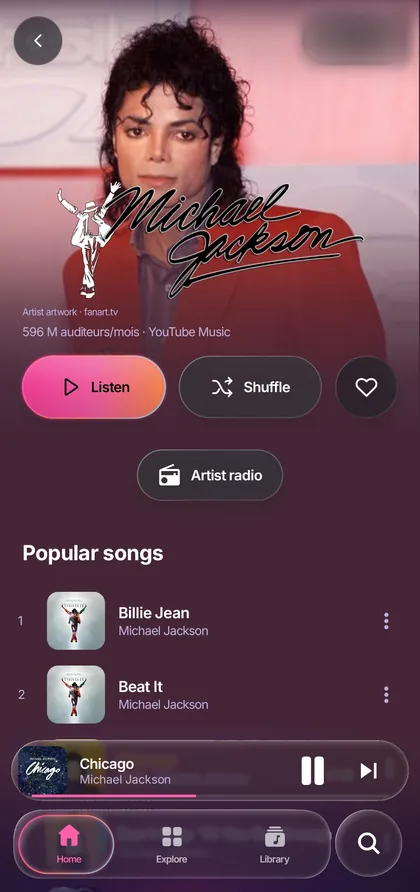 Michael
Jackson
Artist artwork · fanart.tv
596 M auditeurs/mois · YouTube Music
Listen
Shuffle
Artist radio
Popular songs
1
Billie Jean
Michael Jackson
2
Beat It
Michael Jackson
Chicago
Chicago
Michael Jackson
Home
Explore
Library